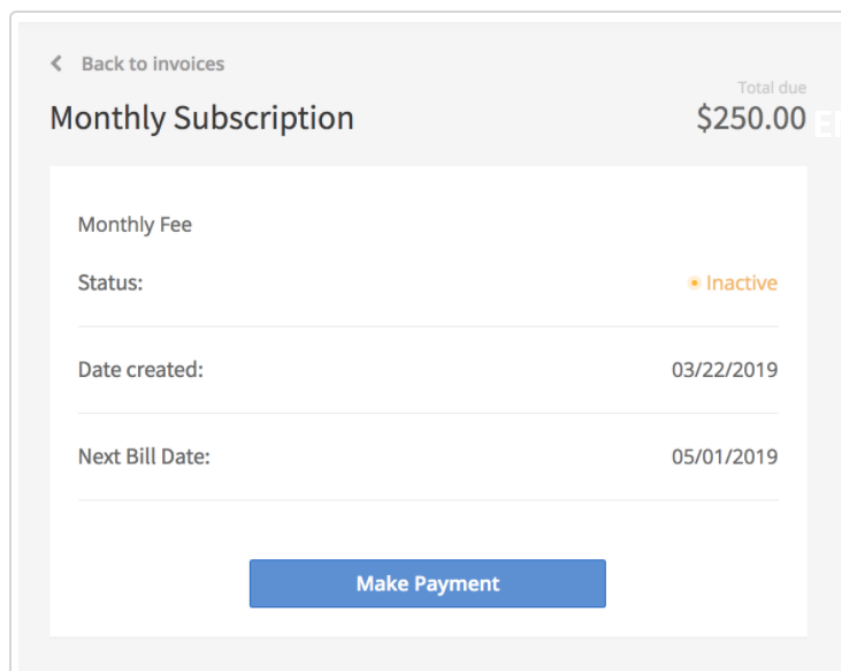 Back to invoices
Total due
Monthly Subscription
$250.00
Monthly Fee
Status:
Inactive
Date created:
03/22/2019
Next Bill Date:
05/01/2019
Make Payment